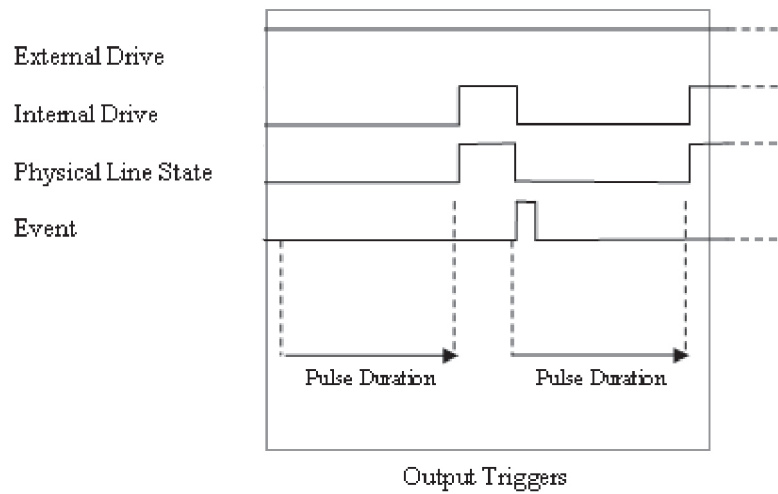 External Drive
Internal Drive
Physical Line State
Event
Pulse Duration
Pulse Duration
Output Triggers